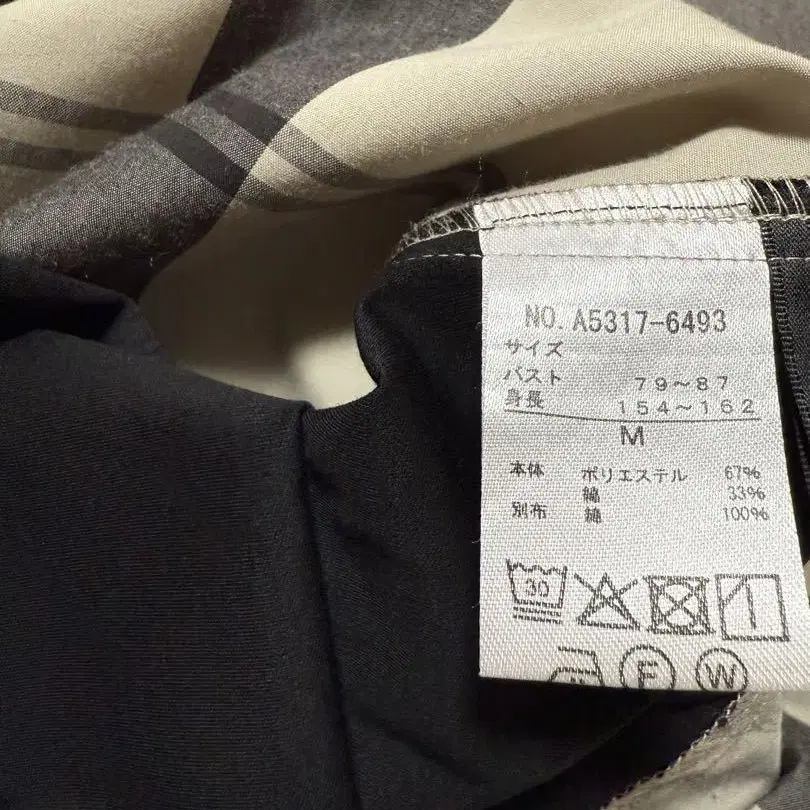 NO. A5317-6493
サイズ
バスト 79～87
身長 154～162
M
本体 ポリエステル 67%
綿 33%
別布 綿 100%
30
F W